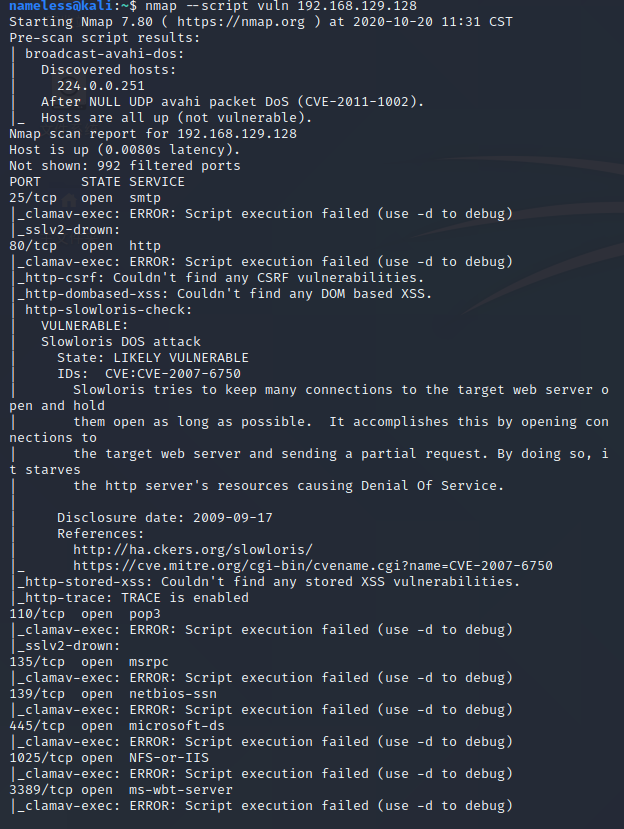 nameless@kali:~$ nmap --script vuln 192.168.129.128
Starting Nmap 7.80 ( https://nmap.org ) at 2020-10-20 11:31 CST
Pre-scan script results:
| broadcast-avahi-dos:
|   Discovered hosts:
|     224.0.0.251
|   After NULL UDP avahi packet DoS (CVE-2011-1002).
|_  Hosts are all up (not vulnerable).
Nmap scan report for 192.168.129.128
Host is up (0.0080s latency).
Not shown: 992 filtered ports
PORT     STATE SERVICE
25/tcp   open  smtp
|_clamav-exec: ERROR: Script execution failed (use -d to debug)
|_sslv2-drown:
80/tcp   open  http
|_clamav-exec: ERROR: Script execution failed (use -d to debug)
|_http-csrf: Couldn't find any CSRF vulnerabilities.
|_http-dombased-xss: Couldn't find any DOM based XSS.
| http-slowloris-check:
|   VULNERABLE:
|   Slowloris DOS attack
|     State: LIKELY VULNERABLE
|     IDs:  CVE:CVE-2007-6750
|       Slowloris tries to keep many connections to the target web server o
pen and hold
|       them open as long as possible.  It accomplishes this by opening con
nections to
|       the target web server and sending a partial request. By doing so, i
t starves
|       the http server's resources causing Denial Of Service.
|
|     Disclosure date: 2009-09-17
|     References:
|       http://ha.ckers.org/slowloris/
|_      https://cve.mitre.org/cgi-bin/cvename.cgi?name=CVE-2007-6750
|_http-stored-xss: Couldn't find any stored XSS vulnerabilities.
|_http-trace: TRACE is enabled
110/tcp  open  pop3
|_clamav-exec: ERROR: Script execution failed (use -d to debug)
|_sslv2-drown:
135/tcp  open  msrpc
|_clamav-exec: ERROR: Script execution failed (use -d to debug)
139/tcp  open  netbios-ssn
|_clamav-exec: ERROR: Script execution failed (use -d to debug)
445/tcp  open  microsoft-ds
|_clamav-exec: ERROR: Script execution failed (use -d to debug)
1025/tcp open  NFS-or-IIS
|_clamav-exec: ERROR: Script execution failed (use -d to debug)
3389/tcp open  ms-wbt-server
|_clamav-exec: ERROR: Script execution failed (use -d to debug)